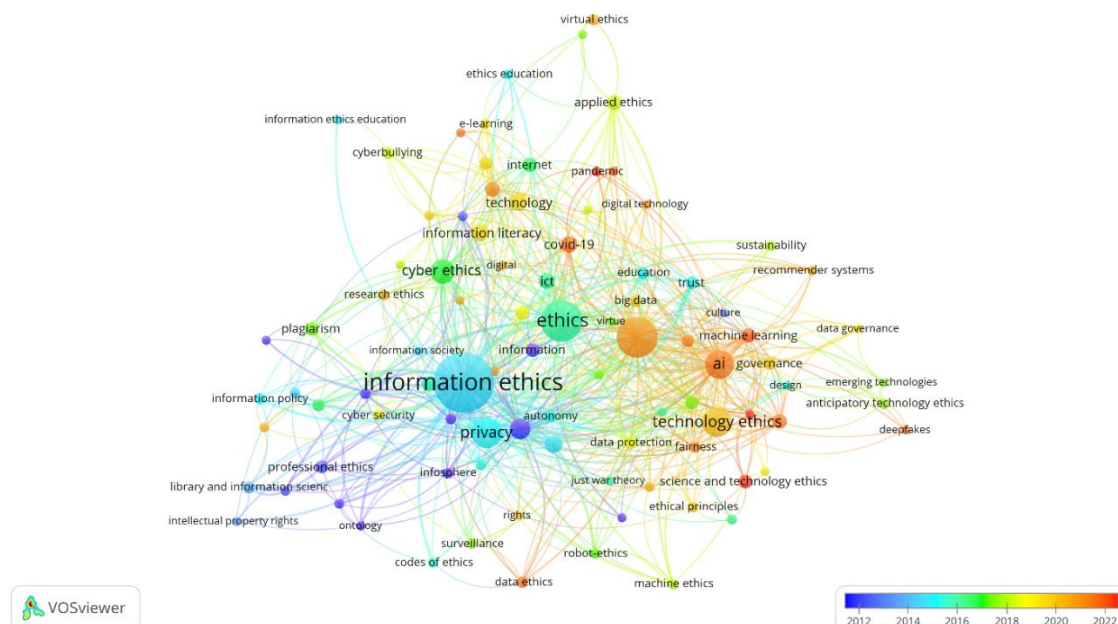 virtual ethics
ethics education
applied ethics
information ethics education
e-learning
cyberbullying
internet
pandemic
technology
digital technology
information literacy
covid-19
sustainability
cyber ethics
digital
ict
education
trust
recommender systems
research ethics
big data
culture
plagiarism
ethics
virtue
machine learning
data governance
information society
information
ai
governance
information ethics
design
emerging technologies
information policy
cyber security
autonomy
anticipatory technology ethics
privacy
technology ethics
deepfakes
data protection
fairness
professional ethics
infosphere
just war theory
science and technology ethics
library and information scienc
ethical principles
intellectual property rights
ontology
rights
surveillance
robot-ethics
codes of ethics
data ethics
machine ethics
VOSviewer
2012 2014 2016 2018 2020 2022